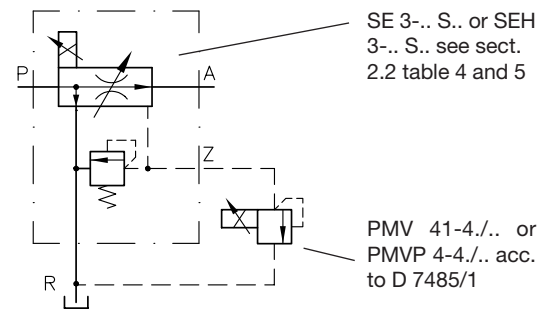 SE 3-.. S.. or SEH
3-.. S.. see sect.
2.2 table 4 and 5
P
A
Z
PMV 41-4./.. or
PMVP 4-4./.. acc.
to D 7485/1
R